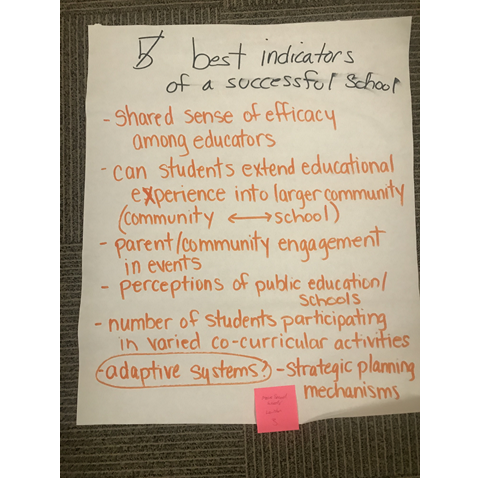 5 best indicators
of a successful school
- shared sense of efficacy
among educators
- can students extend educational
experience into larger community
(community ⟷ school)
- parent/community engagement
in events
- perceptions of public education/
schools
- number of students participating
in varied co-curricular activities
- adaptive systems? - strategic planning
mechanisms